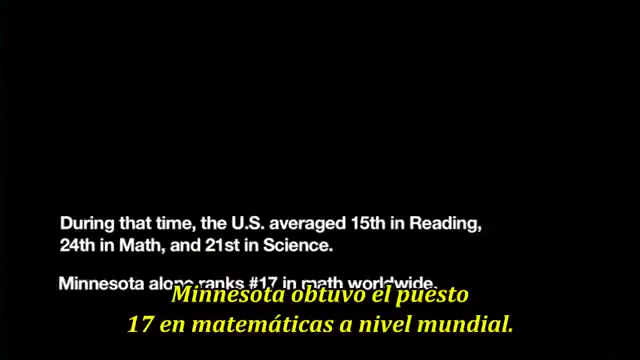 During that time, the U.S. averaged 15th in Reading,
24th in Math, and 21st in Science.
Minnesota alone ranks #17 in math worldwide.
Minnesota obtuvo el puesto
17 en matemáticas a nivel mundial.